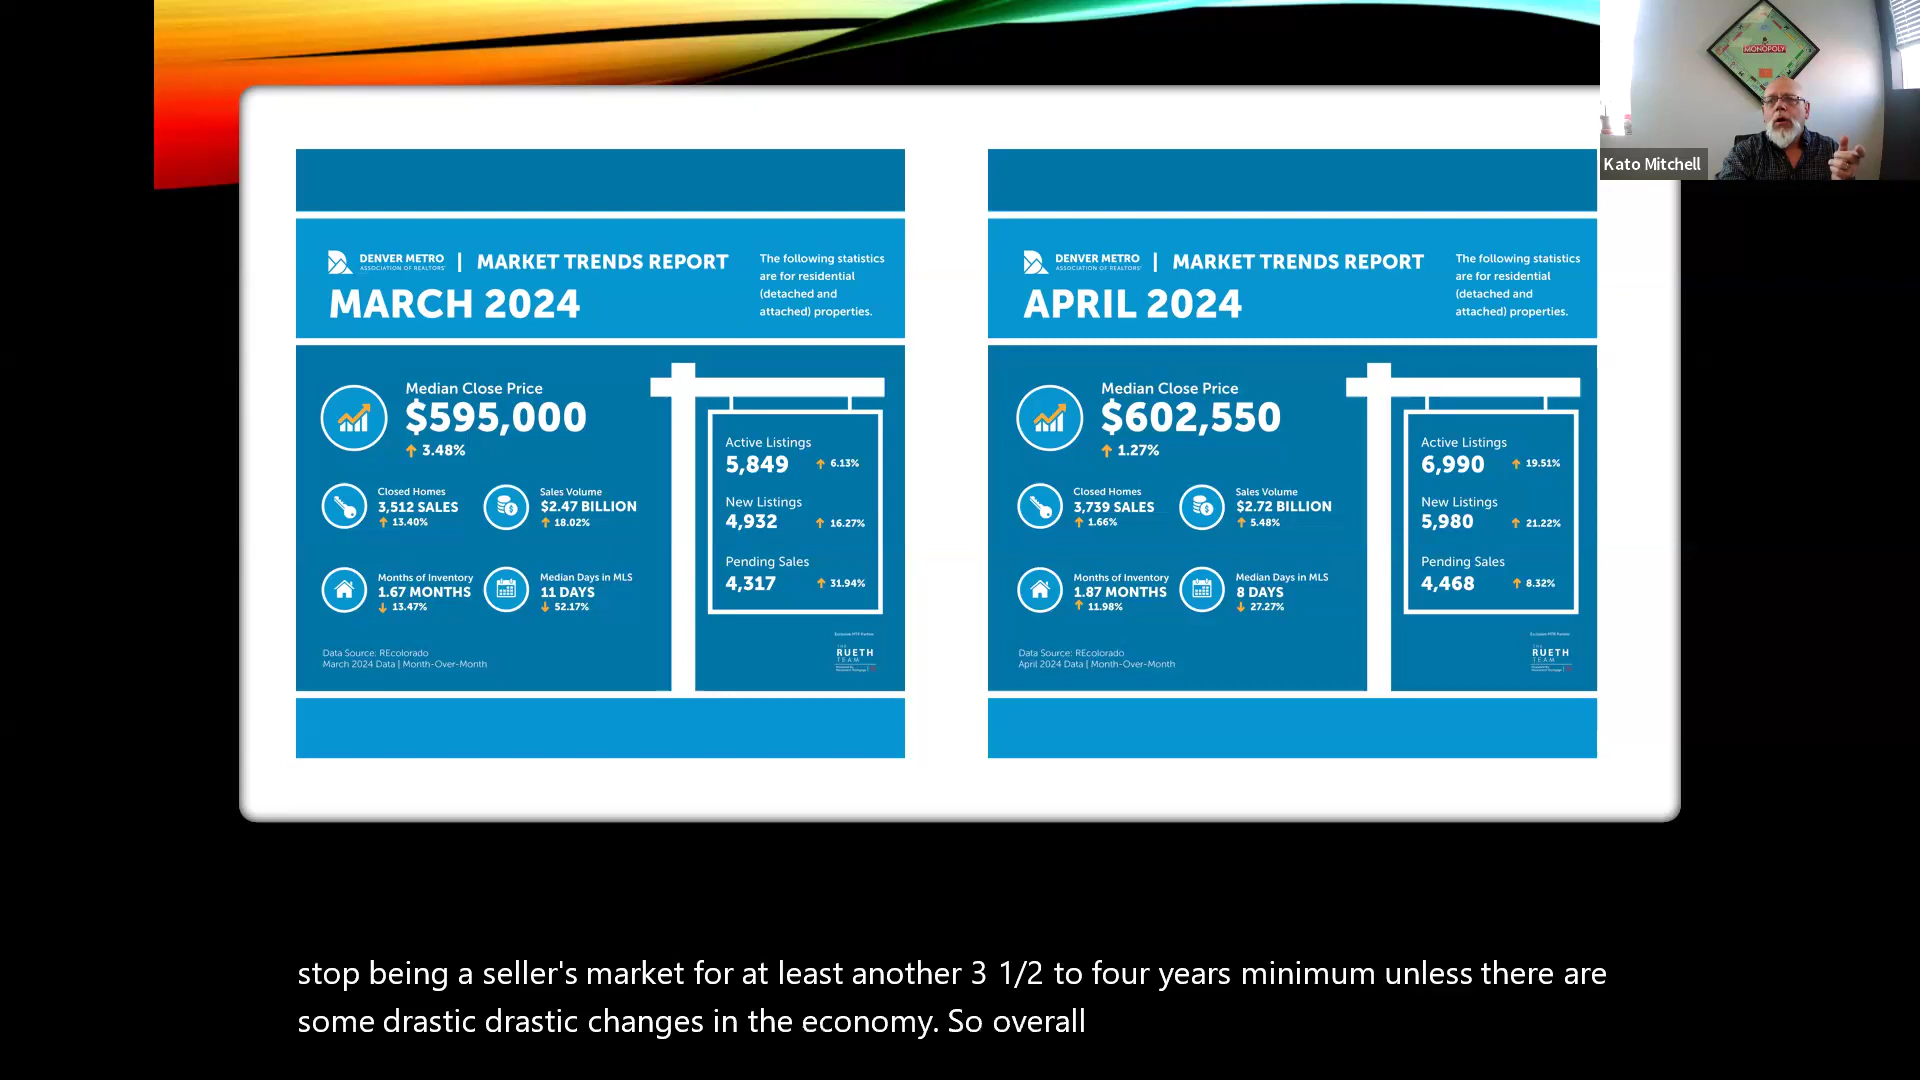 MONOPOLY
Kato Mitchell
DENVER METRO
ASSOCIATION OF REALTORS
| MARKET TRENDS REPORT
MARCH 2024
The following statistics
are for residential
(detached and
attached) properties.
Median Close Price
$595,000
3.48%
Closed Homes
3,512 SALES
13.40%
Sales Volume
$2.47 BILLION
18.02%
Months of Inventory
1.67 MONTHS
13.47%
Median Days in MLS
11 DAYS
52.17%
Active Listings
5,849 6.13%
New Listings
4,932 16.27%
Pending Sales
4,317 31.94%
Data Source: REcolorado
March 2024 Data | Month-Over-Month
Exclusive MTR Partner
THE
RUETH
TEAM
DENVER METRO
ASSOCIATION OF REALTORS
| MARKET TRENDS REPORT
APRIL 2024
The following statistics
are for residential
(detached and
attached) properties.
Median Close Price
$602,550
1.27%
Closed Homes
3,739 SALES
1.66%
Sales Volume
$2.72 BILLION
5.48%
Months of Inventory
1.87 MONTHS
11.98%
Median Days in MLS
8 DAYS
27.27%
Active Listings
6,990 19.51%
New Listings
5,980 21.22%
Pending Sales
4,468 8.32%
Data Source: REcolorado
April 2024 Data | Month-Over-Month
Exclusive MTR Partner
THE
RUETH
TEAM
stop being a seller's market for at least another 3 1/2 to four years minimum unless there are
some drastic drastic changes in the economy. So overall